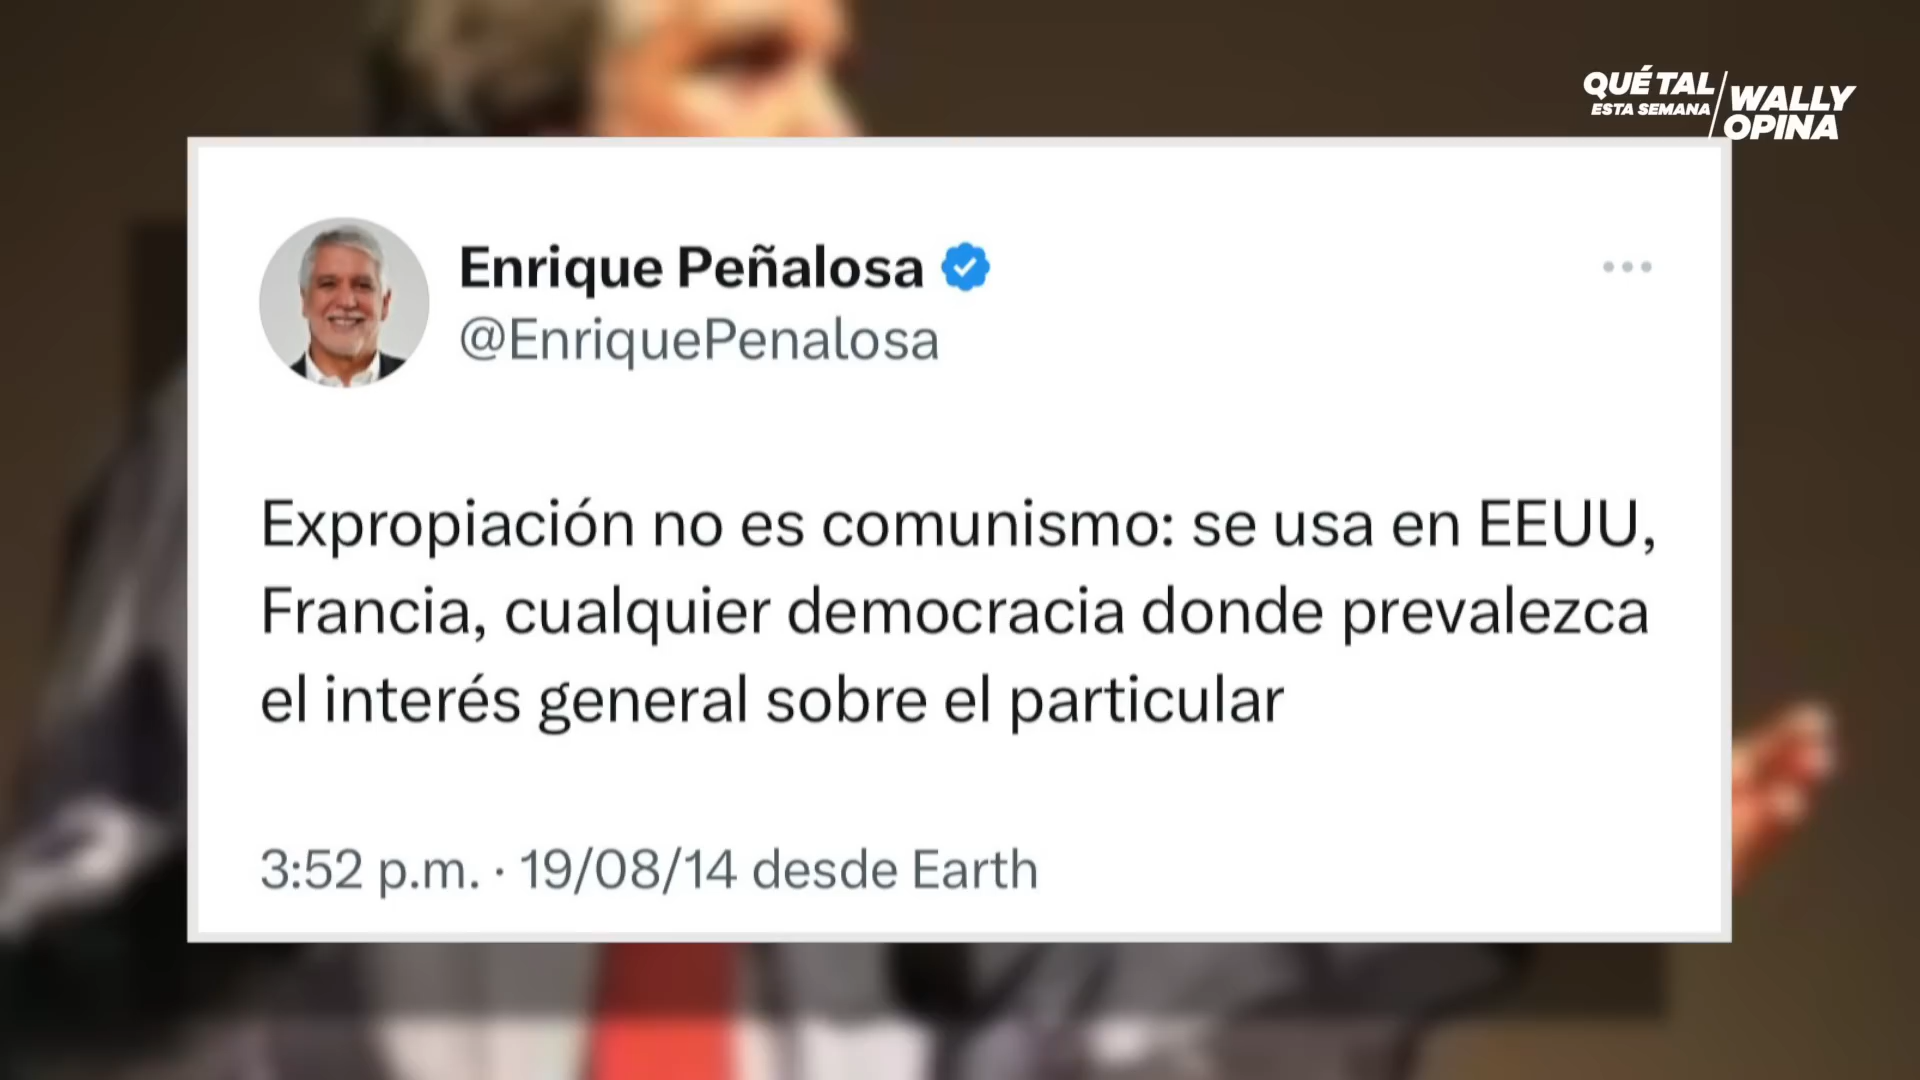 QUÉ TAL
ESTA SEMANA
WALLY
OPINA
Enrique Peñalosa
@EnriquePenalosa
Expropiación no es comunismo: se usa en EEUU,
Francia, cualquier democracia donde prevalezca
el interés general sobre el particular
3:52 p.m. · 19/08/14 desde Earth